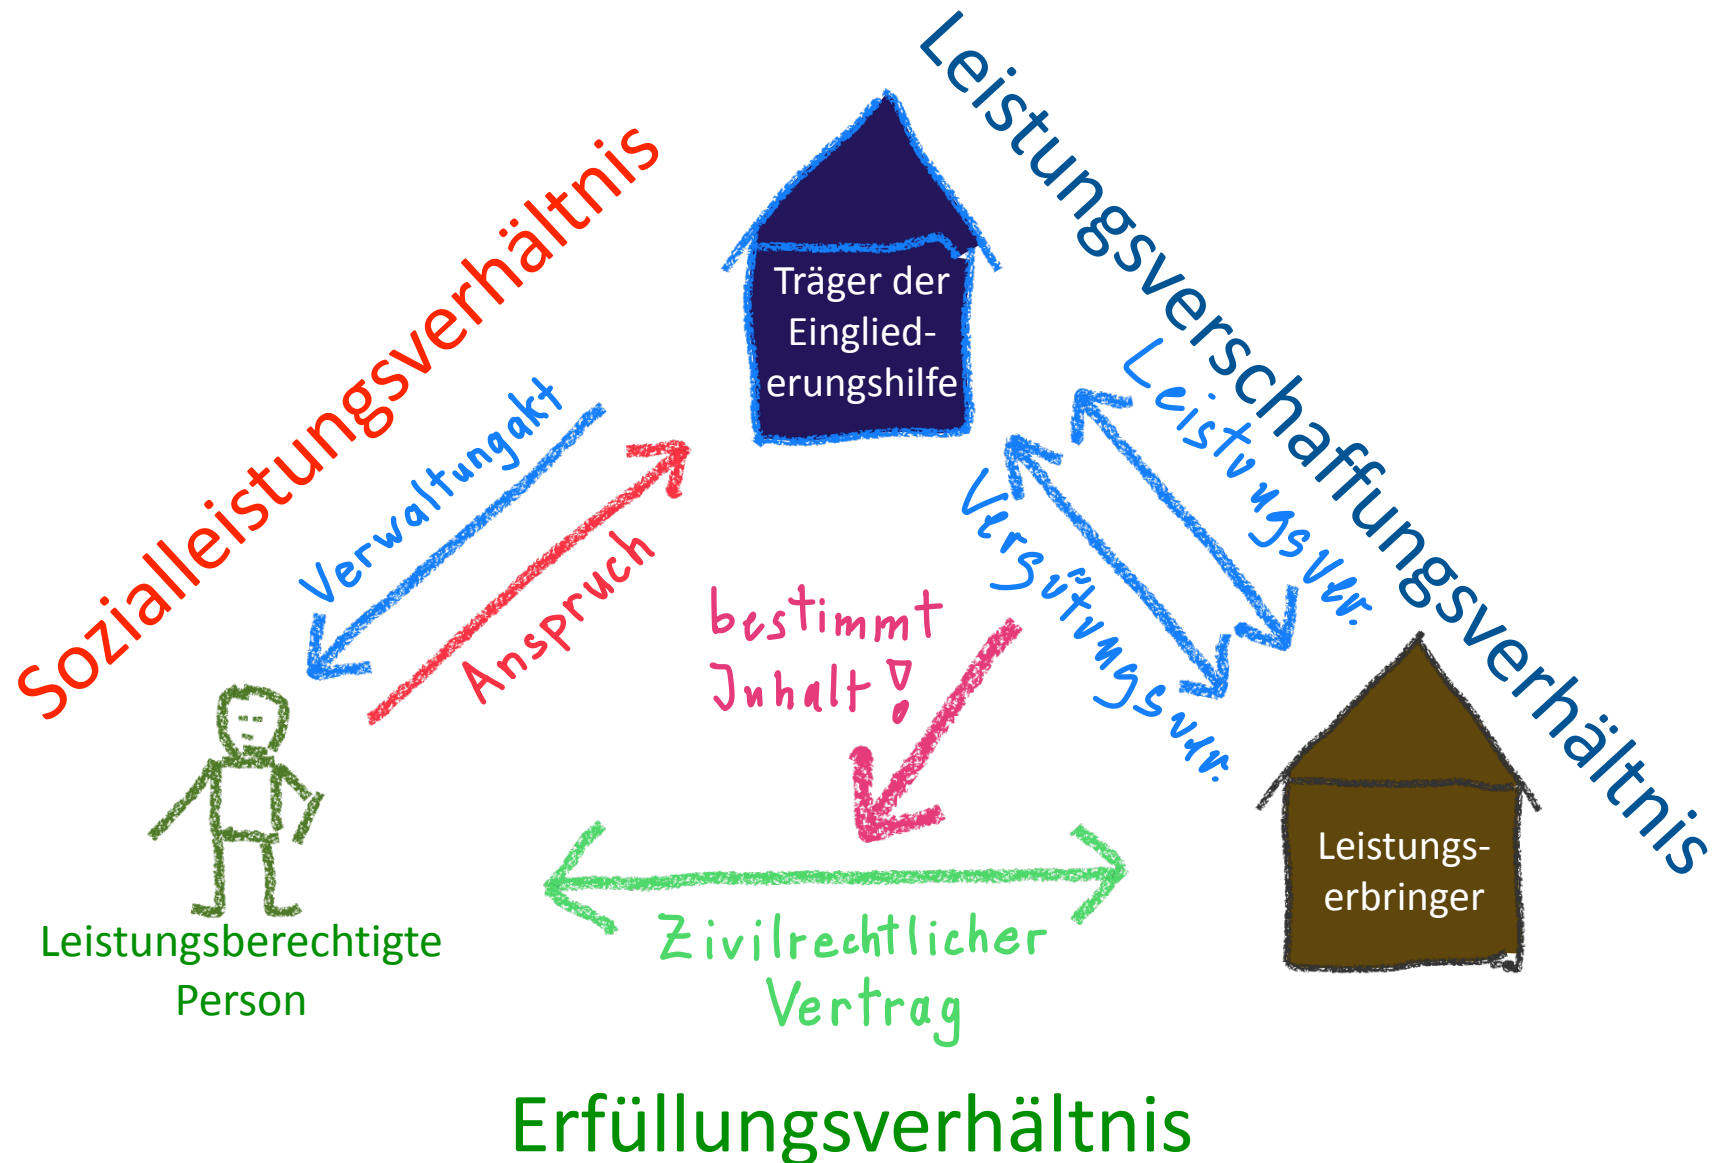 Sozialleistungsverhältnis
Leistungsverschaffungsverhältnis
Träger der
Einglied-
erungshilfe
Verwaltungakt
Anspruch
Leistungsver.
Vergütungsver.
bestimmt
Inhalt!
Leistungs-
erbringer
Leistungsberechtigte
Person
Zivilrechtlicher
Vertrag
Erfüllungsverhältnis